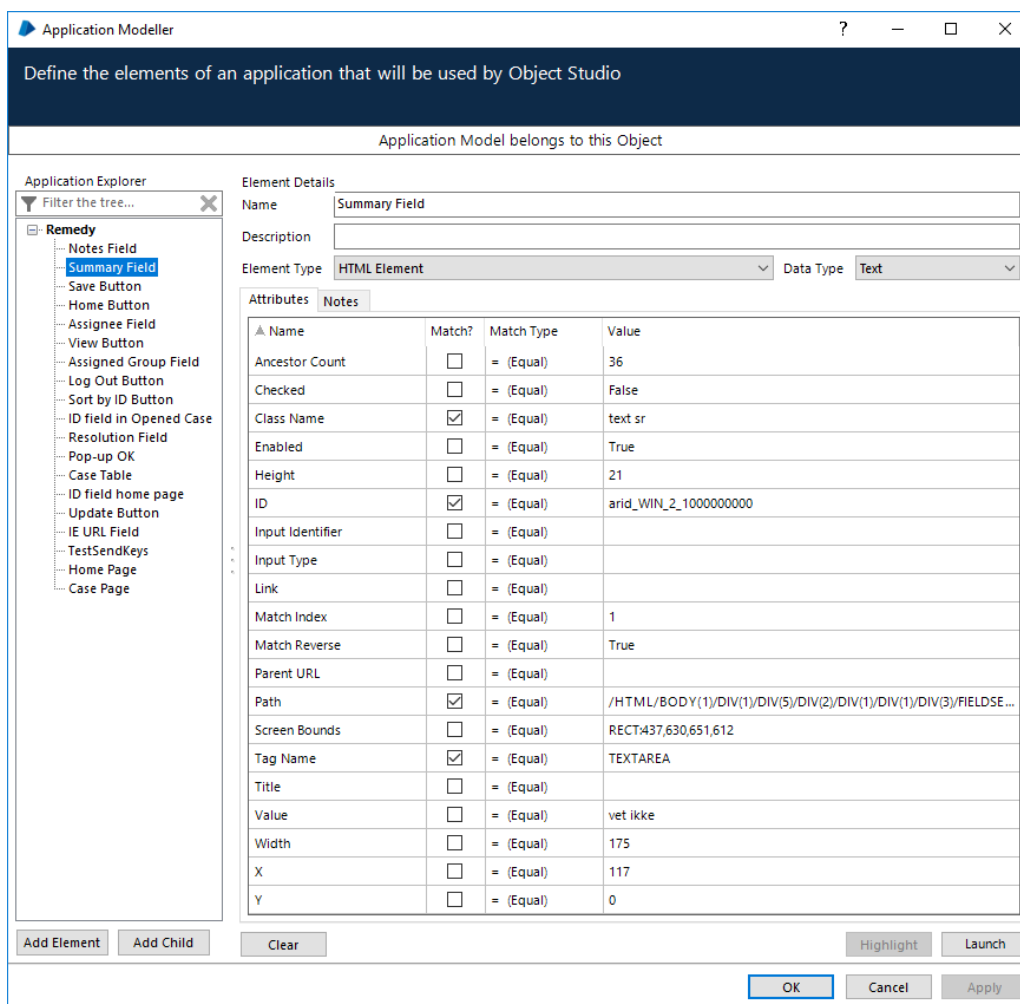 Application Modeller
?
Define the elements of an application that will be used by Object Studio
Application Model belongs to this Object
Application Explorer
Filter the tree...
Remedy
Notes Field
Summary Field
Save Button
Home Button
Assignee Field
View Button
Assigned Group Field
Log Out Button
Sort by ID Button
ID field in Opened Case
Resolution Field
Pop-up OK
Case Table
ID field home page
Update Button
IE URL Field
TestSendKeys
Home Page
Case Page
Add Element Add Child
Element Details
Name Summary Field
Description
Element Type HTML Element Data Type Text
Attributes Notes
Name Match? Match Type Value
Ancestor Count = (Equal) 36
Checked = (Equal) False
Class Name = (Equal) text sr
Enabled = (Equal) True
Height = (Equal) 21
ID = (Equal) arid_WIN_2_1000000000
Input Identifier = (Equal)
Input Type = (Equal)
Link = (Equal)
Match Index = (Equal) 1
Match Reverse = (Equal) True
Parent URL = (Equal)
Path = (Equal) /HTML/BODY(1)/DIV(1)/DIV(5)/DIV(2)/DIV(1)/DIV(1)/DIV(3)/FIELDSE...
Screen Bounds = (Equal) RECT:437,630,651,612
Tag Name = (Equal) TEXTAREA
Title = (Equal)
Value = (Equal) vet ikke
Width = (Equal) 175
X = (Equal) 117
Y = (Equal) 0
Clear Highlight Launch
OK Cancel Apply